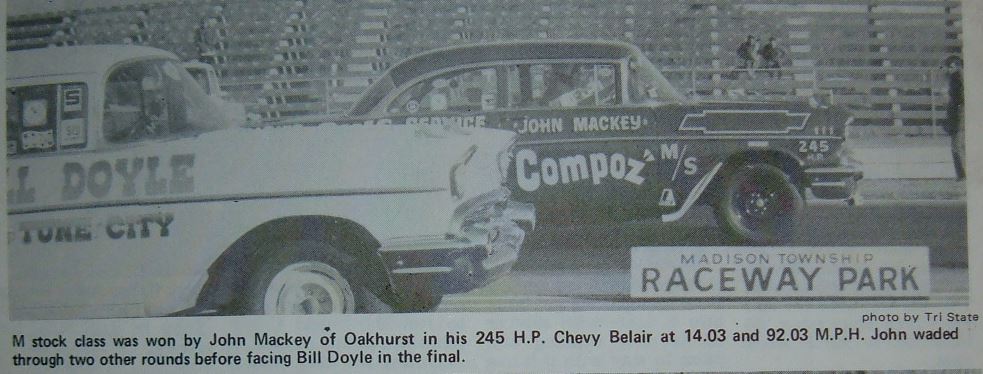 LL DOYLE
TUNE CITY
SERVICE
JOHN MACKEY
Compoz'
M/S
A
245
H.P.
MADISON TOWNSHIP
RACEWAY PARK
photo by Tri State
M stock class was won by John Mackey of Oakhurst in his 245 H.P. Chevy Belair at 14.03 and 92.03 M.P.H. John waded
through two other rounds before facing Bill Doyle in the final.